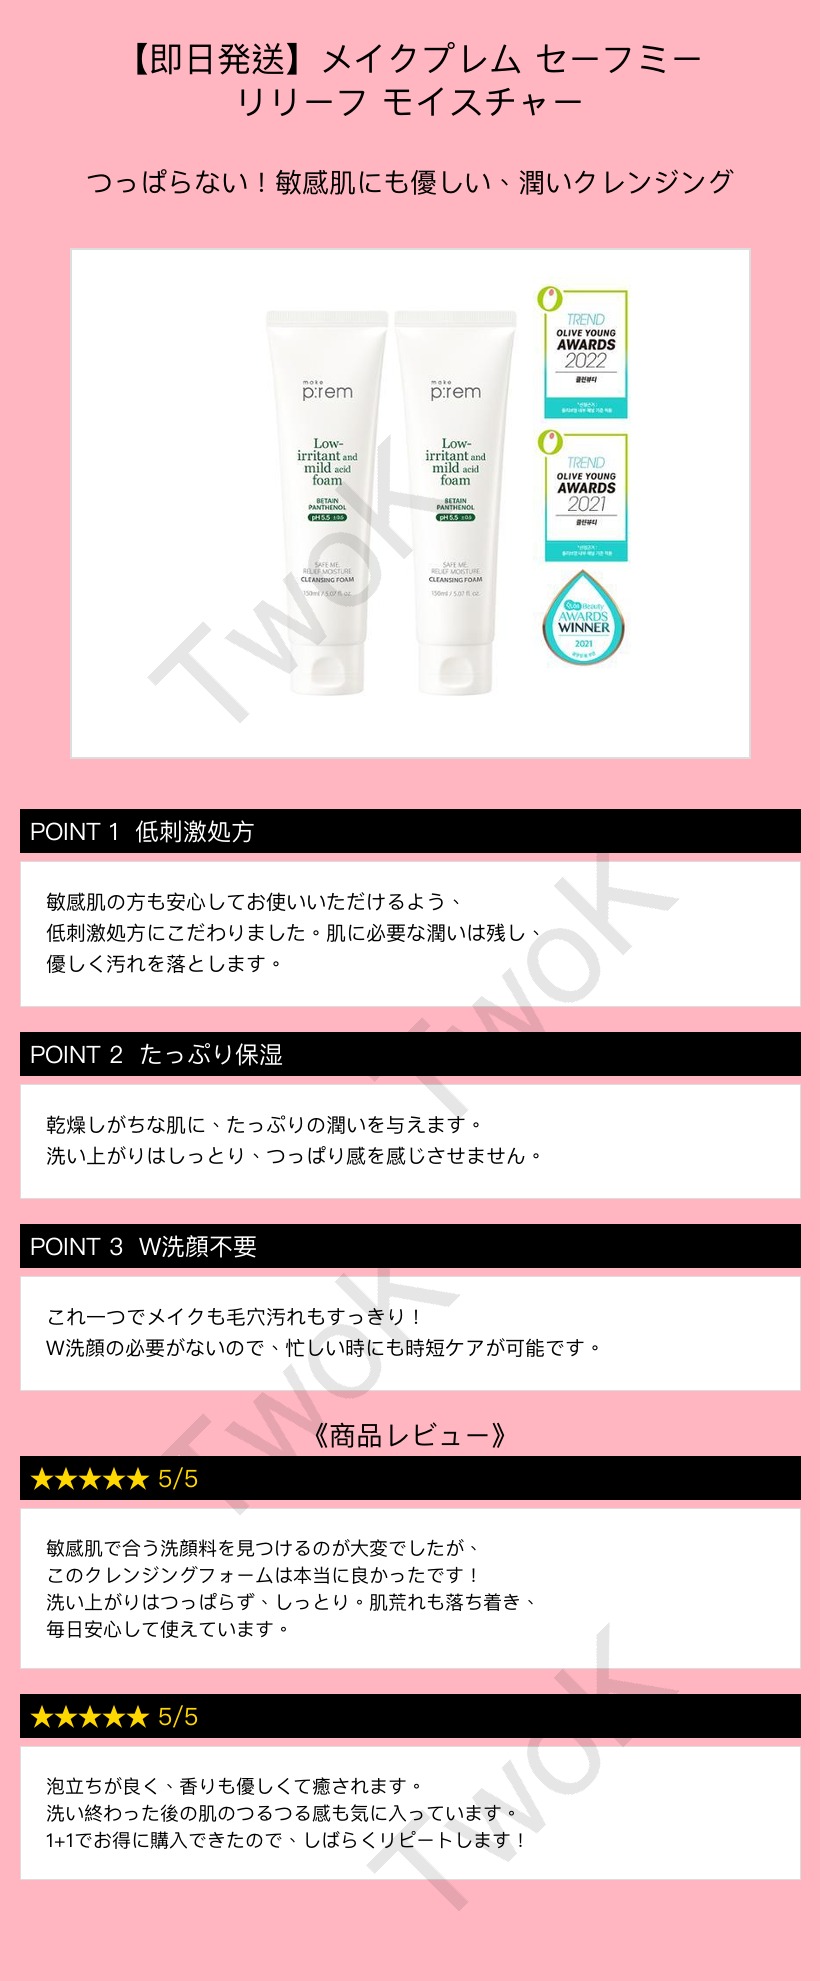 【即日発送】メイクプレム セーフミー
リリーフ モイスチャー
つっぱらない！敏感肌にも優しい、潤いクレンジング
make
p:rem
Low-
irritant and
mild acid
foam
BETAIN
PANTHENOL
pH 5.5 ±0.5
SAFE ME.
RELIEF MOISTURE
CLEANSING FOAM
150ml / 5.07 fl. oz.
make
p:rem
Low-
irritant and
mild acid
foam
BETAIN
PANTHENOL
pH 5.5 ±0.5
SAFE ME.
RELIEF MOISTURE
CLEANSING FOAM
150ml / 5.07 fl. oz.
TREND
OLIVE YOUNG
AWARDS
2022
클린뷰티
TREND
OLIVE YOUNG
AWARDS
2021
클린뷰티
Beauty
AWARDS
WINNER
2021
TwoK
POINT 1 低刺激処方
敏感肌の方も安心してお使いいただけるよう、
低刺激処方にこだわりました。肌に必要な潤いは残し、
優しく汚れを落とします。
TwoK
POINT 2 たっぷり保湿
乾燥しがちな肌に、たっぷりの潤いを与えます。
洗い上がりはしっとり、つっぱり感を感じさせません。
POINT 3 W洗顔不要
これ一つでメイクも毛穴汚れもすっきり！
W洗顔の必要がないので、忙しい時にも時短ケアが可能です。
TwoK
《商品レビュー》
★★★★★ 5/5
敏感肌で合う洗顔料を見つけるのが大変でしたが、
このクレンジングフォームは本当に良かったです！
洗い上がりはつっぱらず、しっとり。肌荒れも落ち着き、
毎日安心して使えています。
★★★★★ 5/5
泡立ちが良く、香りも優しくて癒されます。
洗い終わった後の肌のつるつる感も気に入っています。
1+1でお得に購入できたので、しばらくリピートします！
TwoK